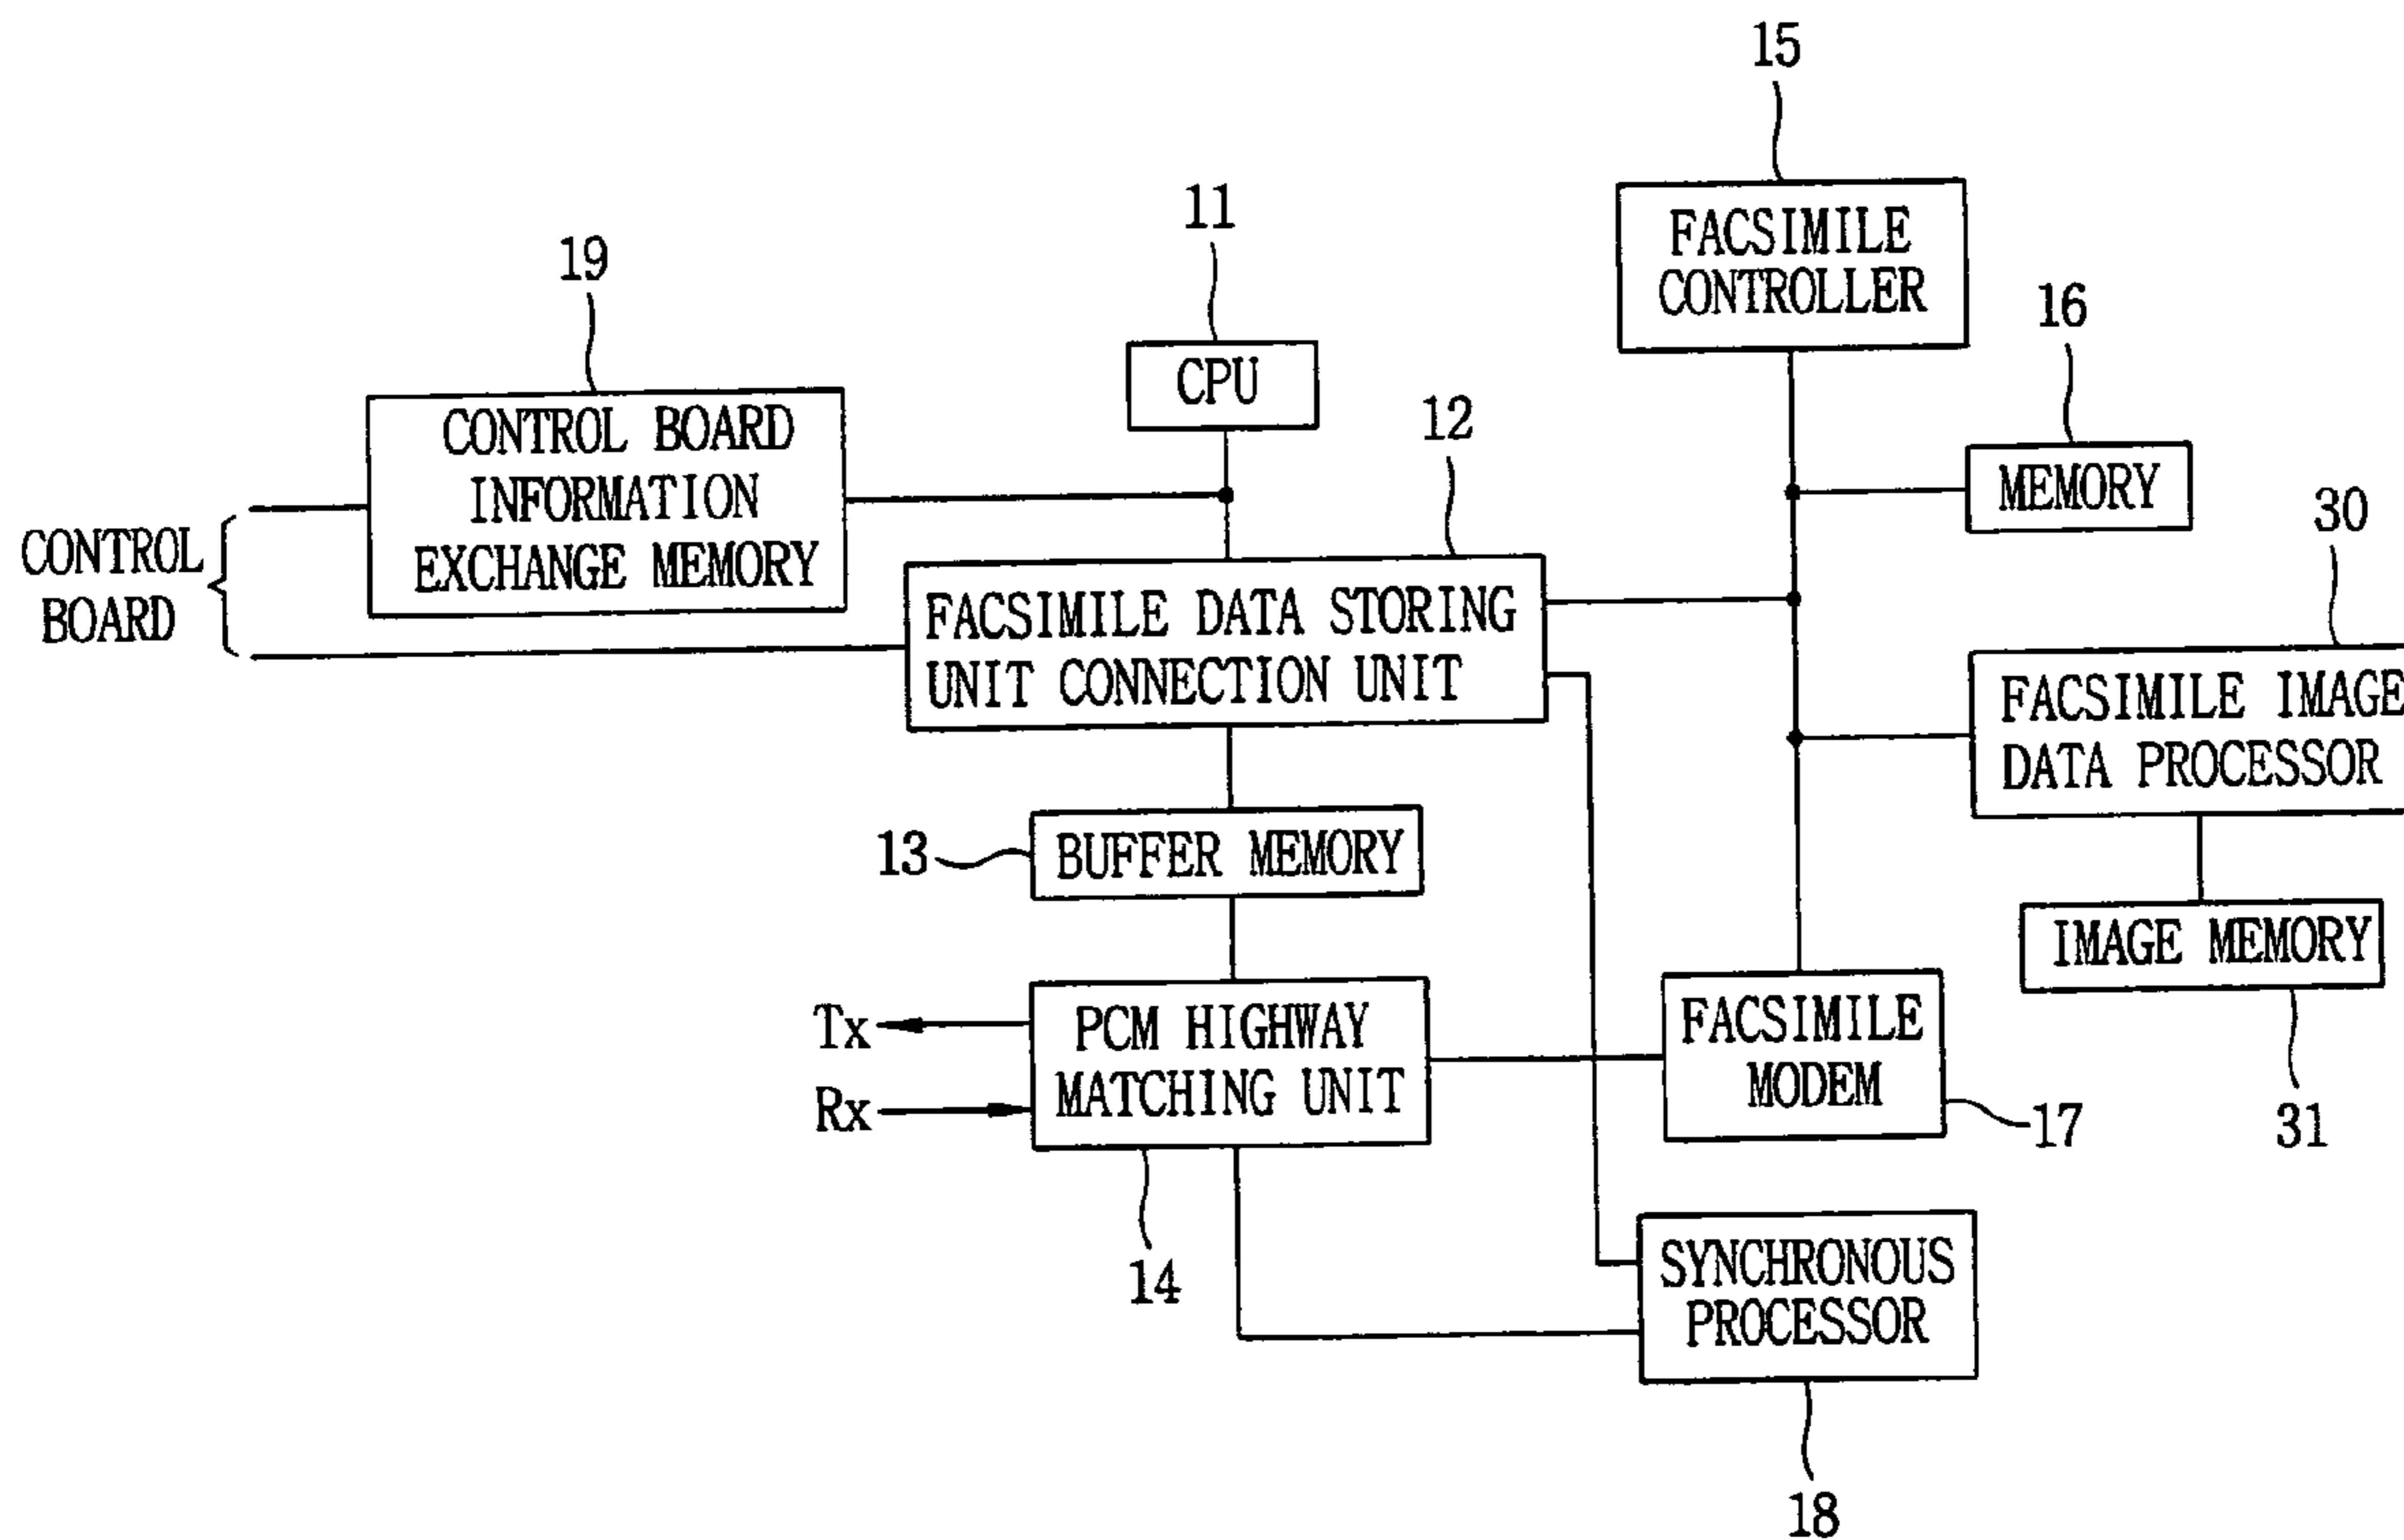 15
FACSIMILE
CONTROLLER
11
CPU
19
CONTROL BOARD
INFORMATION
EXCHANGE MEMORY
16
MEMORY
12
FACSIMILE DATA STORING
UNIT CONNECTION UNIT
CONTROL
BOARD
30
FACSIMILE IMAGE
DATA PROCESSOR
13
BUFFER MEMORY
IMAGE MEMORY
31
Tx
Rx
PCM HIGHWAY
MATCHING UNIT
14
FACSIMILE
MODEM
17
SYNCHRONOUS
PROCESSOR
18